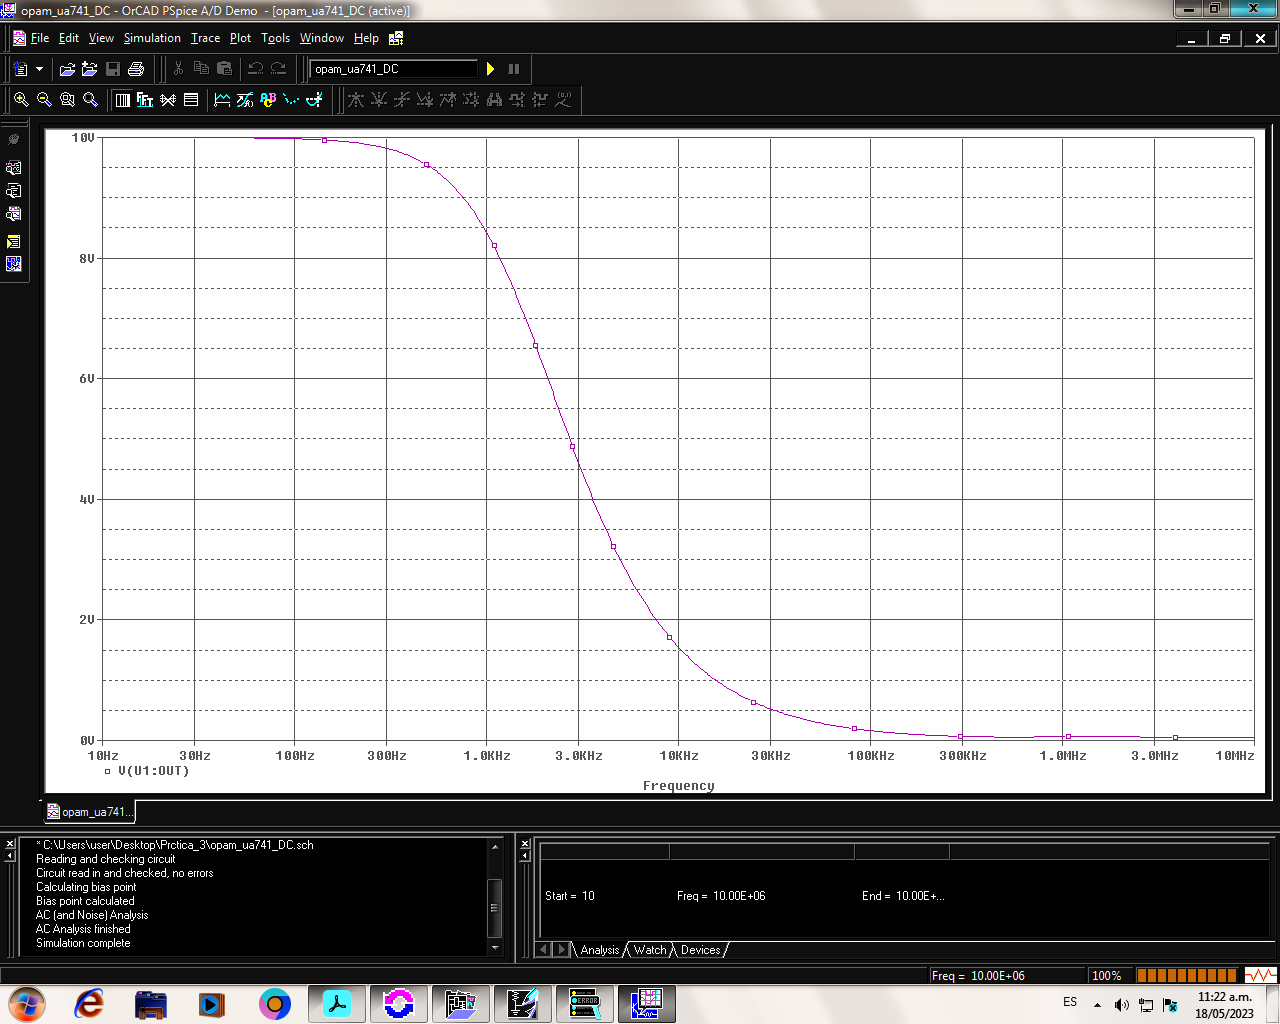 opam_ua741_DC - OrCAD PSpice A/D Demo - [opam_ua741_DC (active)]
File Edit View Simulation Trace Plot Tools Window Help
opam_ua741_DC
FFT
10V
8V
6V
4V
2V
0V
10Hz 30Hz 100Hz 300Hz 1.0KHz 3.0KHz 10KHz 30KHz 100KHz 300KHz 1.0MHz 3.0MHz 10MHz
V(U1:OUT)
Frequency
opam_ua741...
* C:\Users\user\Desktop\Prctica_3\opam_ua741_DC.sch
Reading and checking circuit
Circuit read in and checked, no errors
Calculating bias point
Bias point calculated
AC (and Noise) Analysis
AC Analysis finished
Simulation complete
Start = 10 Freq = 10.00E+06 End = 10.00E+...
Analysis Watch Devices
Freq = 10.00E+06 100%
ERROR
ES
11:22 a.m.
18/05/2023